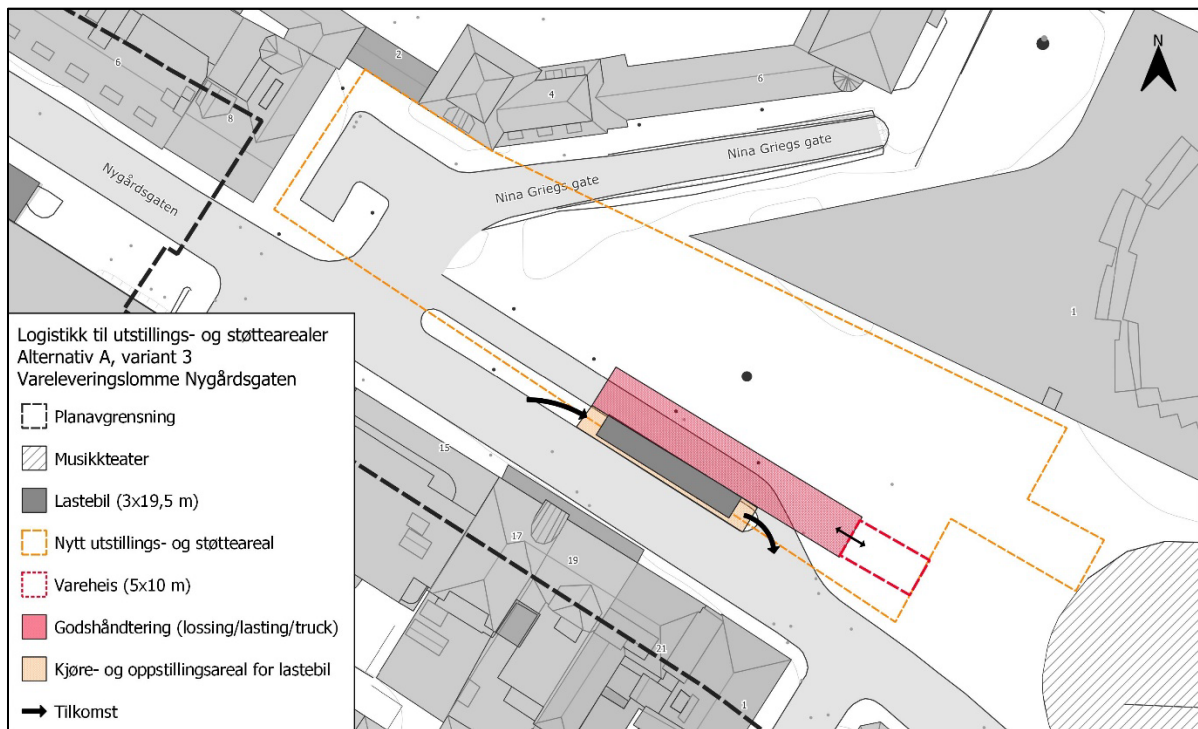 N
2
6
8
4
6
Nygårdsgaten
Nina Griegs gate
Nina Griegs gate
1
15
17
19
21
1
Logistikk til utstillings- og støttearealer
Alternativ A, variant 3
Vareleveringslomme Nygårdsgaten
Planavgrensning
Musikkteater
Lastebil (3x19,5 m)
Nytt utstillings- og støtteareal
Vareheis (5x10 m)
Godshåndtering (lossing/lasting/truck)
Kjøre- og oppstillingsareal for lastebil
Tilkomst